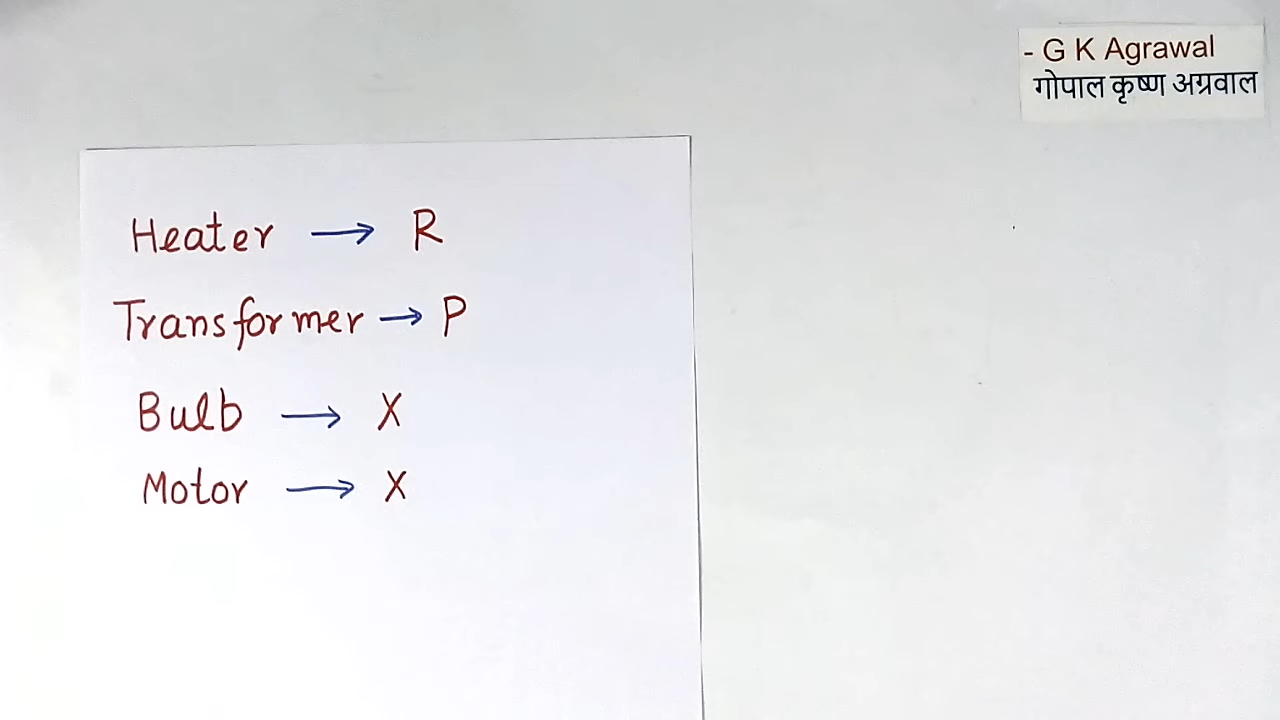 - G K Agrawal
गोपाल कृष्ण अग्रवाल
Heater → R
Transformer → P
Bulb → X
Motor → X